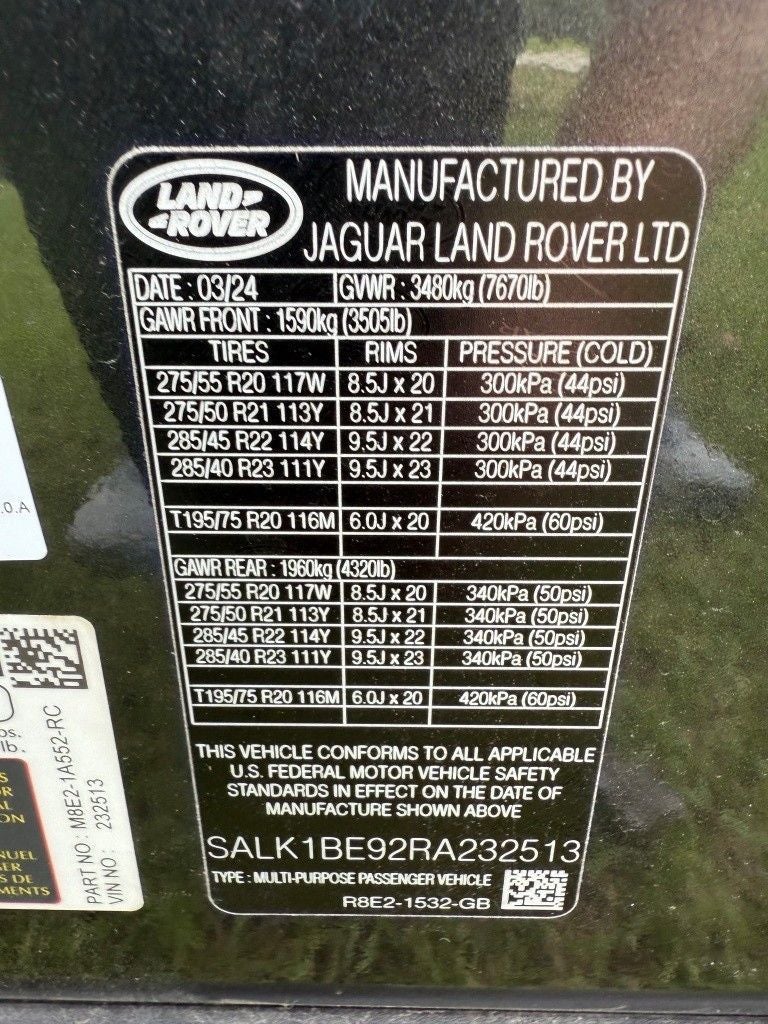 LAND-
-ROVER
MANUFACTURED BY
JAGUAR LAND ROVER LTD
DATE : 03/24 GVWR : 3480kg (7670lb)
GAWR FRONT : 1590kg (3505lb)
TIRES RIMS PRESSURE (COLD)
275/55 R20 117W 8.5J x 20 300kPa (44psi)
275/50 R21 113Y 8.5J x 21 300kPa (44psi)
285/45 R22 114Y 9.5J x 22 300kPa (44psi)
285/40 R23 111Y 9.5J x 23 300kPa (44psi)
T195/75 R20 116M 6.0J x 20 420kPa (60psi)
GAWR REAR : 1960kg (4320lb)
275/55 R20 117W 8.5J x 20 340kPa (50psi)
275/50 R21 113Y 8.5J x 21 340kPa (50psi)
285/45 R22 114Y 9.5J x 22 340kPa (50psi)
285/40 R23 111Y 9.5J x 23 340kPa (50psi)
T195/75 R20 116M 6.0J x 20 420kPa (60psi)
THIS VEHICLE CONFORMS TO ALL APPLICABLE
U.S. FEDERAL MOTOR VEHICLE SAFETY
STANDARDS IN EFFECT ON THE DATE OF
MANUFACTURE SHOWN ABOVE
SALK1BE92RA232513
TYPE : MULTI-PURPOSE PASSENGER VEHICLE
R8E2-1532-GB
.O.A
lb.
PART NO : M8E2-1A552-RC
VIN NO : 232513